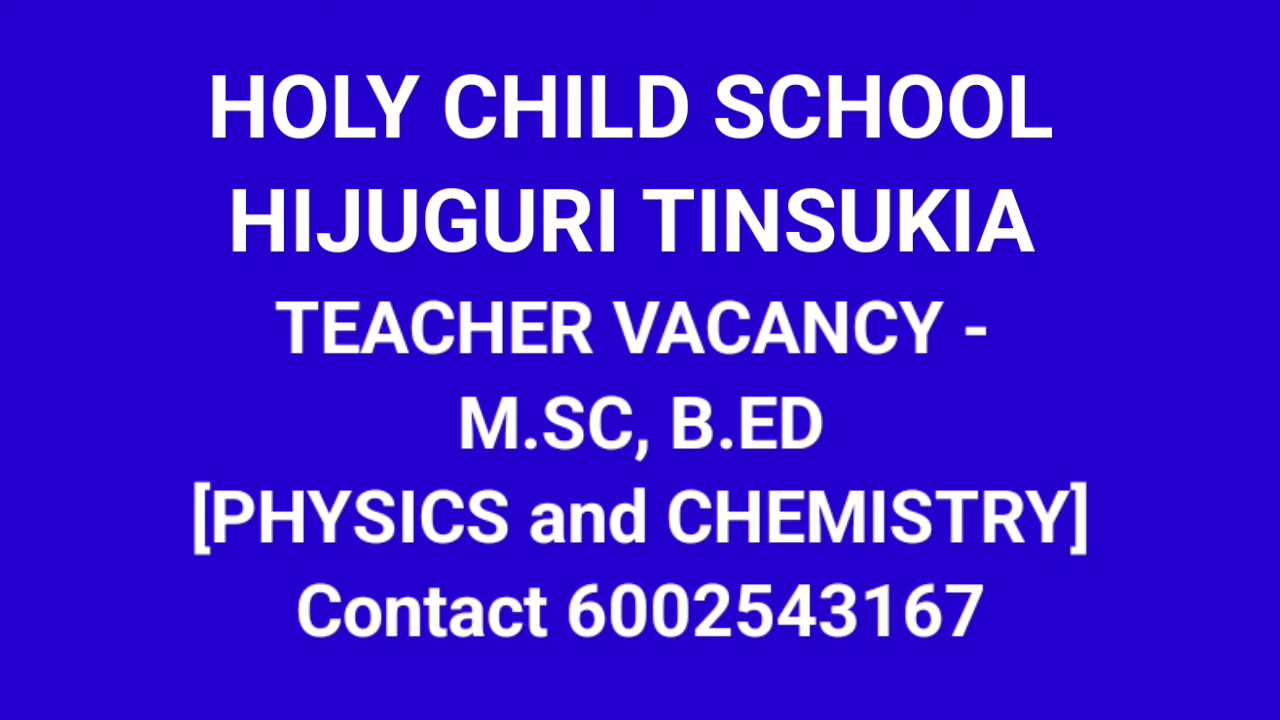 HOLY CHILD SCHOOL
HIJUGURI TINSUKIA
TEACHER VACANCY -
M.SC, B.ED
[PHYSICS and CHEMISTRY]
Contact 6002543167